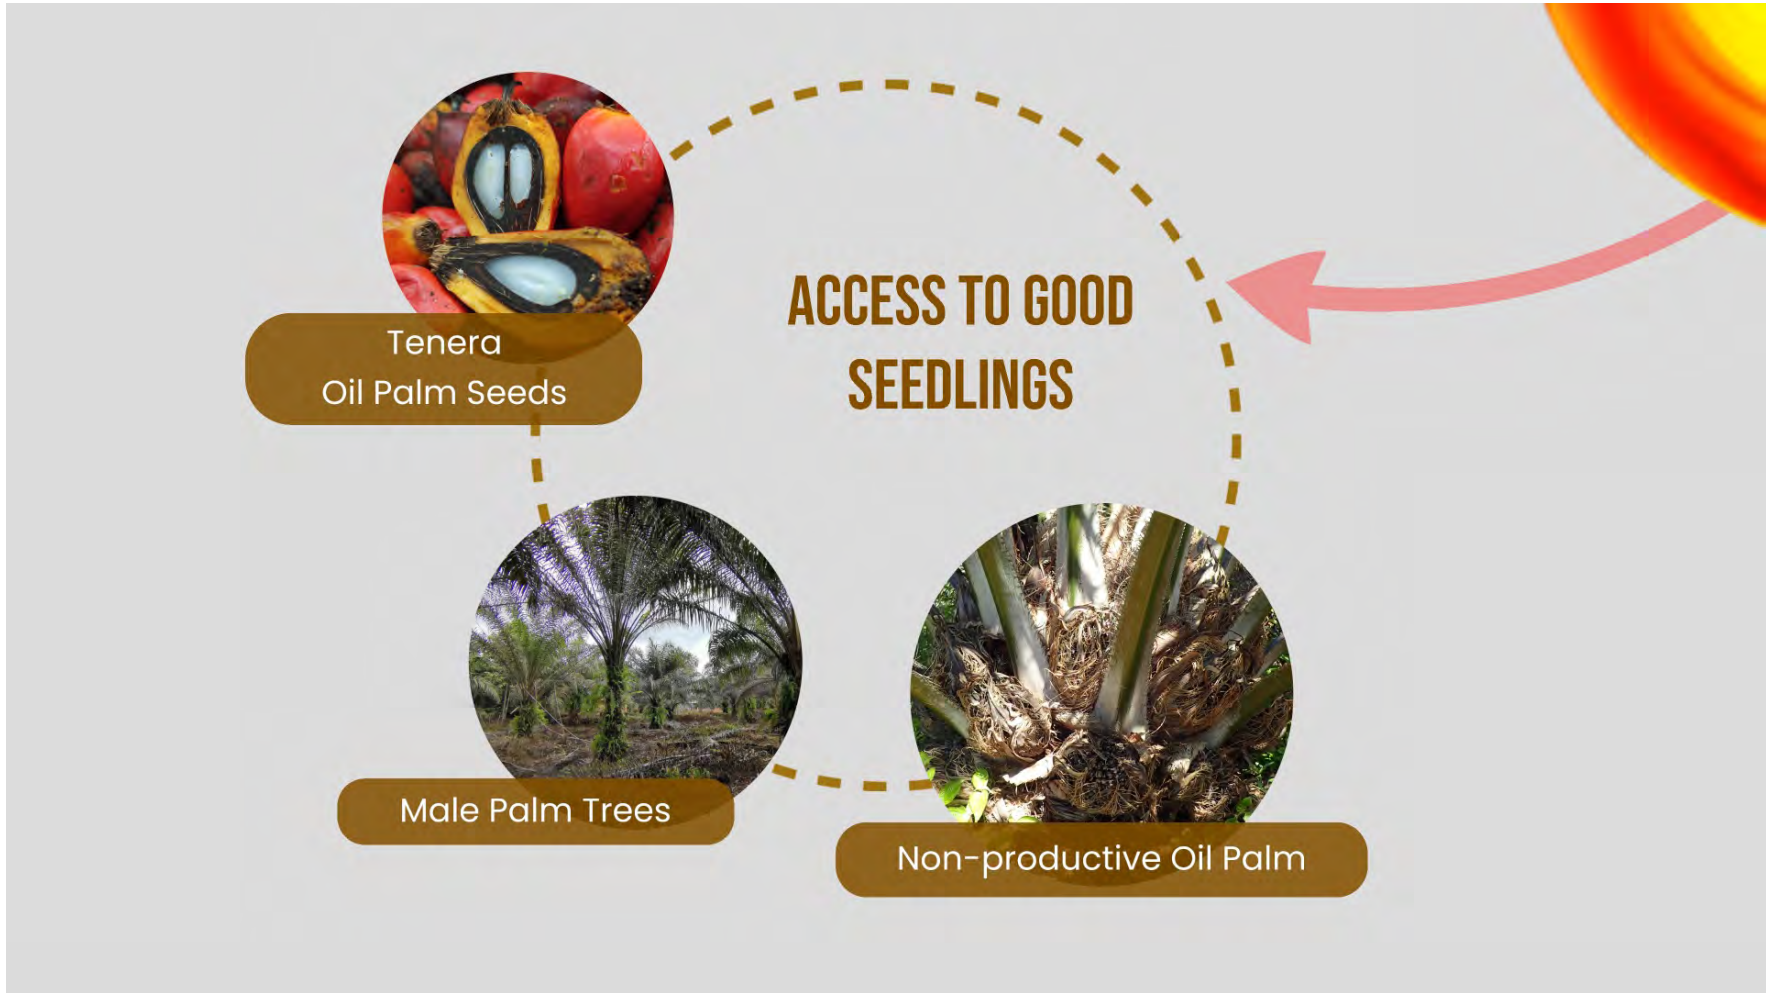 ACCESS TO GOOD
SEEDLINGS
Tenera
Oil Palm Seeds
Male Palm Trees
Non-productive Oil Palm